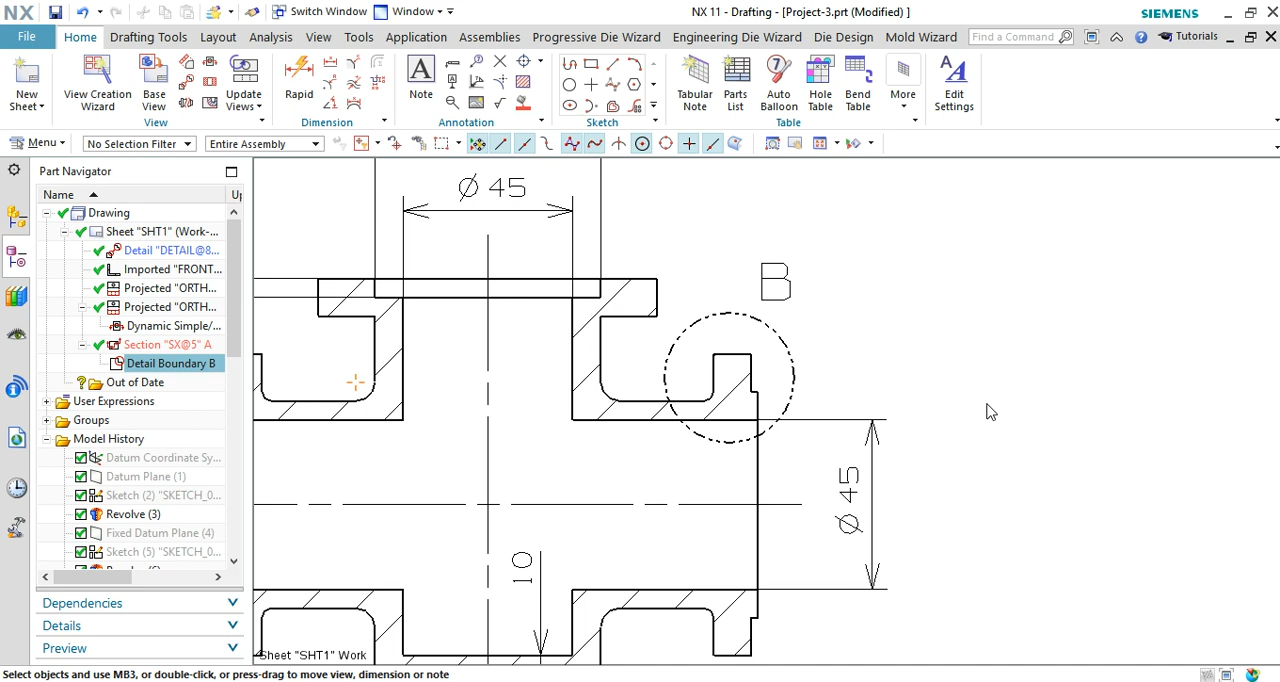 NX
Switch Window
Window
NX 11 - Drafting - [Project-3.prt (Modified) ]
SIEMENS
File
Home
Drafting Tools
Layout
Analysis
View
Tools
Application
Assemblies
Progressive Die Wizard
Engineering Die Wizard
Die Design
Mold Wizard
Find a Command
Tutorials
New Sheet
View Creation Wizard
Base View
Update Views
View
Rapid
Dimension
Note
Annotation
Sketch
Tabular Note
Parts List
Auto Balloon
Hole Table
Bend Table
More
Table
Edit Settings
Menu
No Selection Filter
Entire Assembly
Part Navigator
Name
Up
Drawing
Sheet "SHT1" (Work-...
Detail "DETAIL@8...
Imported "FRONT...
Projected "ORTH...
Projected "ORTH...
Dynamic Simple/...
Section "SX@5" A
Detail Boundary B
Out of Date
User Expressions
Groups
Model History
Datum Coordinate Sy...
Datum Plane (1)
Sketch (2) "SKETCH_0...
Revolve (3)
Fixed Datum Plane (4)
Sketch (5) "SKETCH_0...
Dependencies
Details
Preview
Ø 45
B
Ø 45
10
Sheet "SHT1" Work
Select objects and use MB3, or double-click, or press-drag to move view, dimension or note